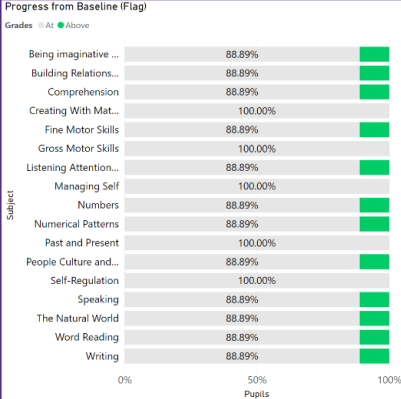 Progress from Baseline (Flag)
Grades At Above
Being imaginative ... 88.89%
Building Relations... 88.89%
Comprehension 88.89%
Creating With Mat... 100.00%
Fine Motor Skills 88.89%
Gross Motor Skills 100.00%
Listening Attention... 88.89%
Managing Self 100.00%
Numbers 88.89%
Numerical Patterns 88.89%
Past and Present 100.00%
People Culture and... 88.89%
Self-Regulation 100.00%
Speaking 88.89%
The Natural World 88.89%
Word Reading 88.89%
Writing 88.89%
Subject
0% 50% 100%
Pupils